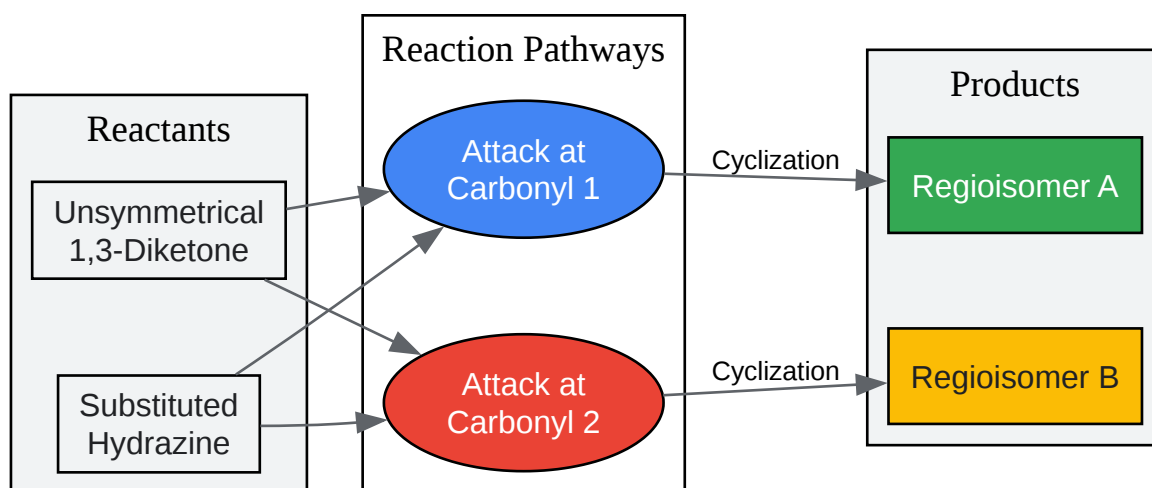 Reactants
Unsymmetrical
1,3-Diketone
Substituted
Hydrazine
Reaction Pathways
Attack at
Carbonyl 1
Attack at
Carbonyl 2
Cyclization
Cyclization
Products
Regioisomer A
Regioisomer B